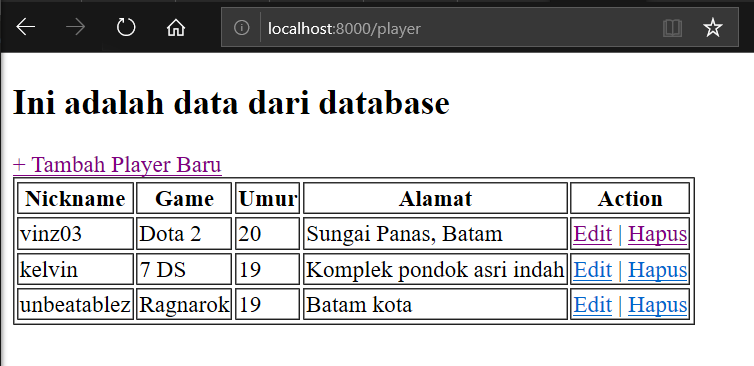 localhost:8000/player
Ini adalah data dari database
+ Tambah Player Baru
Nickname Game Umur Alamat Action
vinz03 Dota 2 20 Sungai Panas, Batam Edit | Hapus
kelvin 7 DS 19 Komplek pondok asri indah Edit | Hapus
unbeatablez Ragnarok 19 Batam kota Edit | Hapus